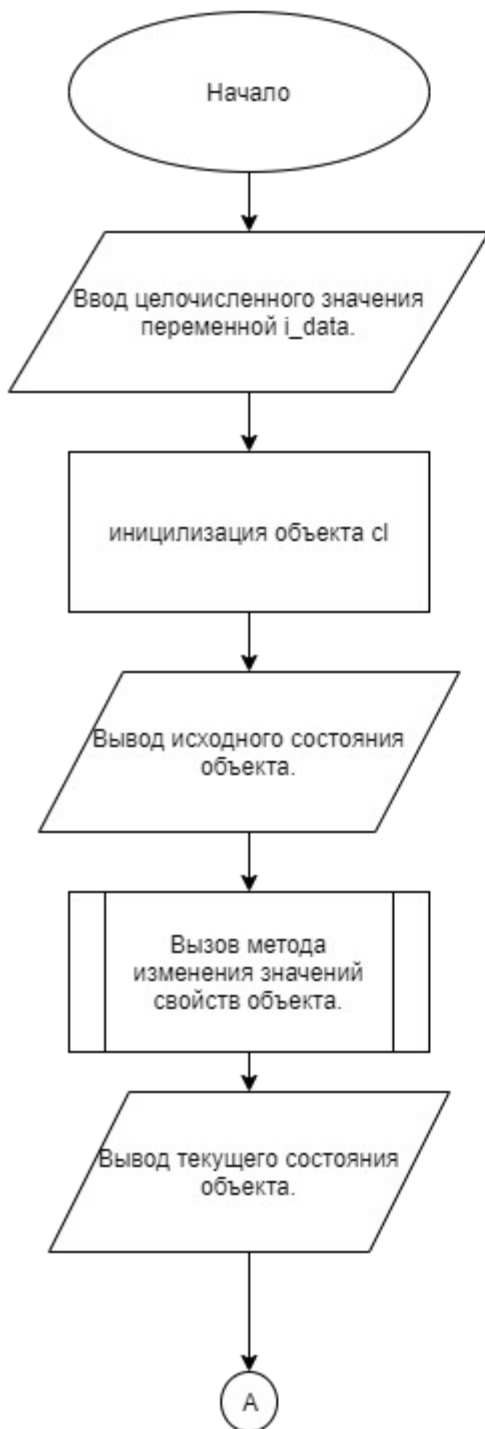 Начало
Ввод целочисленного значения
переменной i_data.
иницилизация объекта cl
Вывод исходного состояния
объекта.
Вызов метода
изменения значений
свойств объекта.
Вывод текущего состояния
объекта.
А